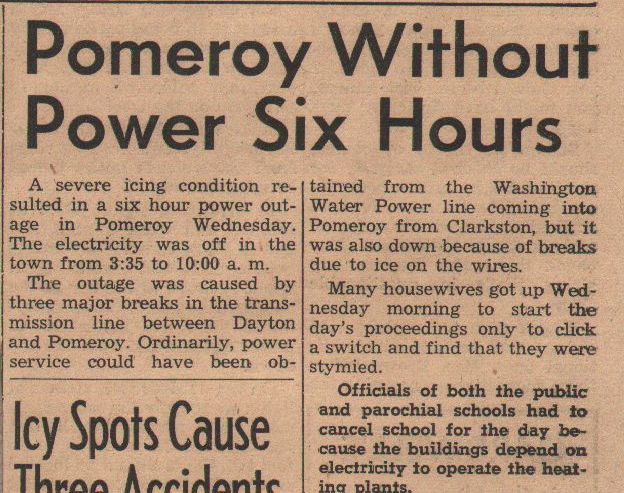 Pomeroy Without
Power Six Hours
A severe icing condition re-
sulted in a six hour power out-
age in Pomeroy Wednesday.
The electricity was off in the
town from 3:35 to 10:00 a. m.
The outage was caused by
three major breaks in the trans-
mission line between Dayton
and Pomeroy. Ordinarily, power
service could have been ob-
tained from the Washington
Water Power line coming into
Pomeroy from Clarkston, but it
was also down because of breaks
due to ice on the wires.
Many housewives got up Wed-
nesday morning to start the
day's proceedings only to click
a switch and find that they were
stymied.
Officials of both the public
and parochial schools had to
cancel school for the day be-
cause the buildings depend on
electricity to operate the heat-
ing plants.
Icy Spots Cause
Three Accidents